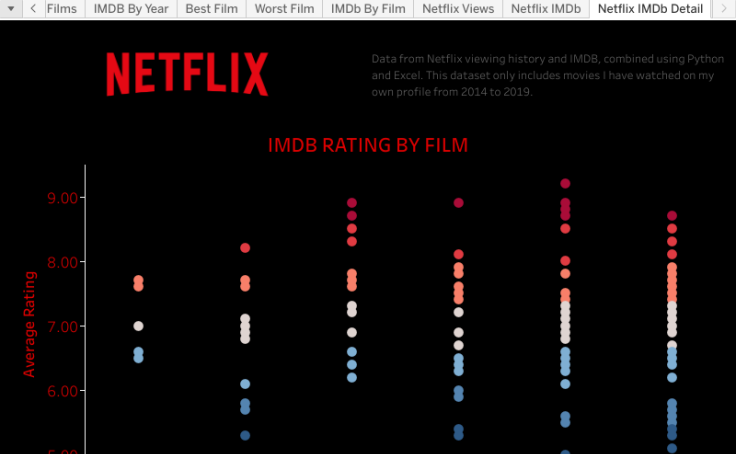 Films
IMDB By Year
Best Film
Worst Film
IMDb By Film
Netflix Views
Netflix IMDb
Netflix IMDb Detail
NETFLIX
Data from Netflix viewing history and IMDB, combined using Python
and Excel. This dataset only includes movies I have watched on my
own profile from 2014 to 2019.
IMDB RATING BY FILM
Average Rating
9.00
8.00
7.00
6.00
5.00